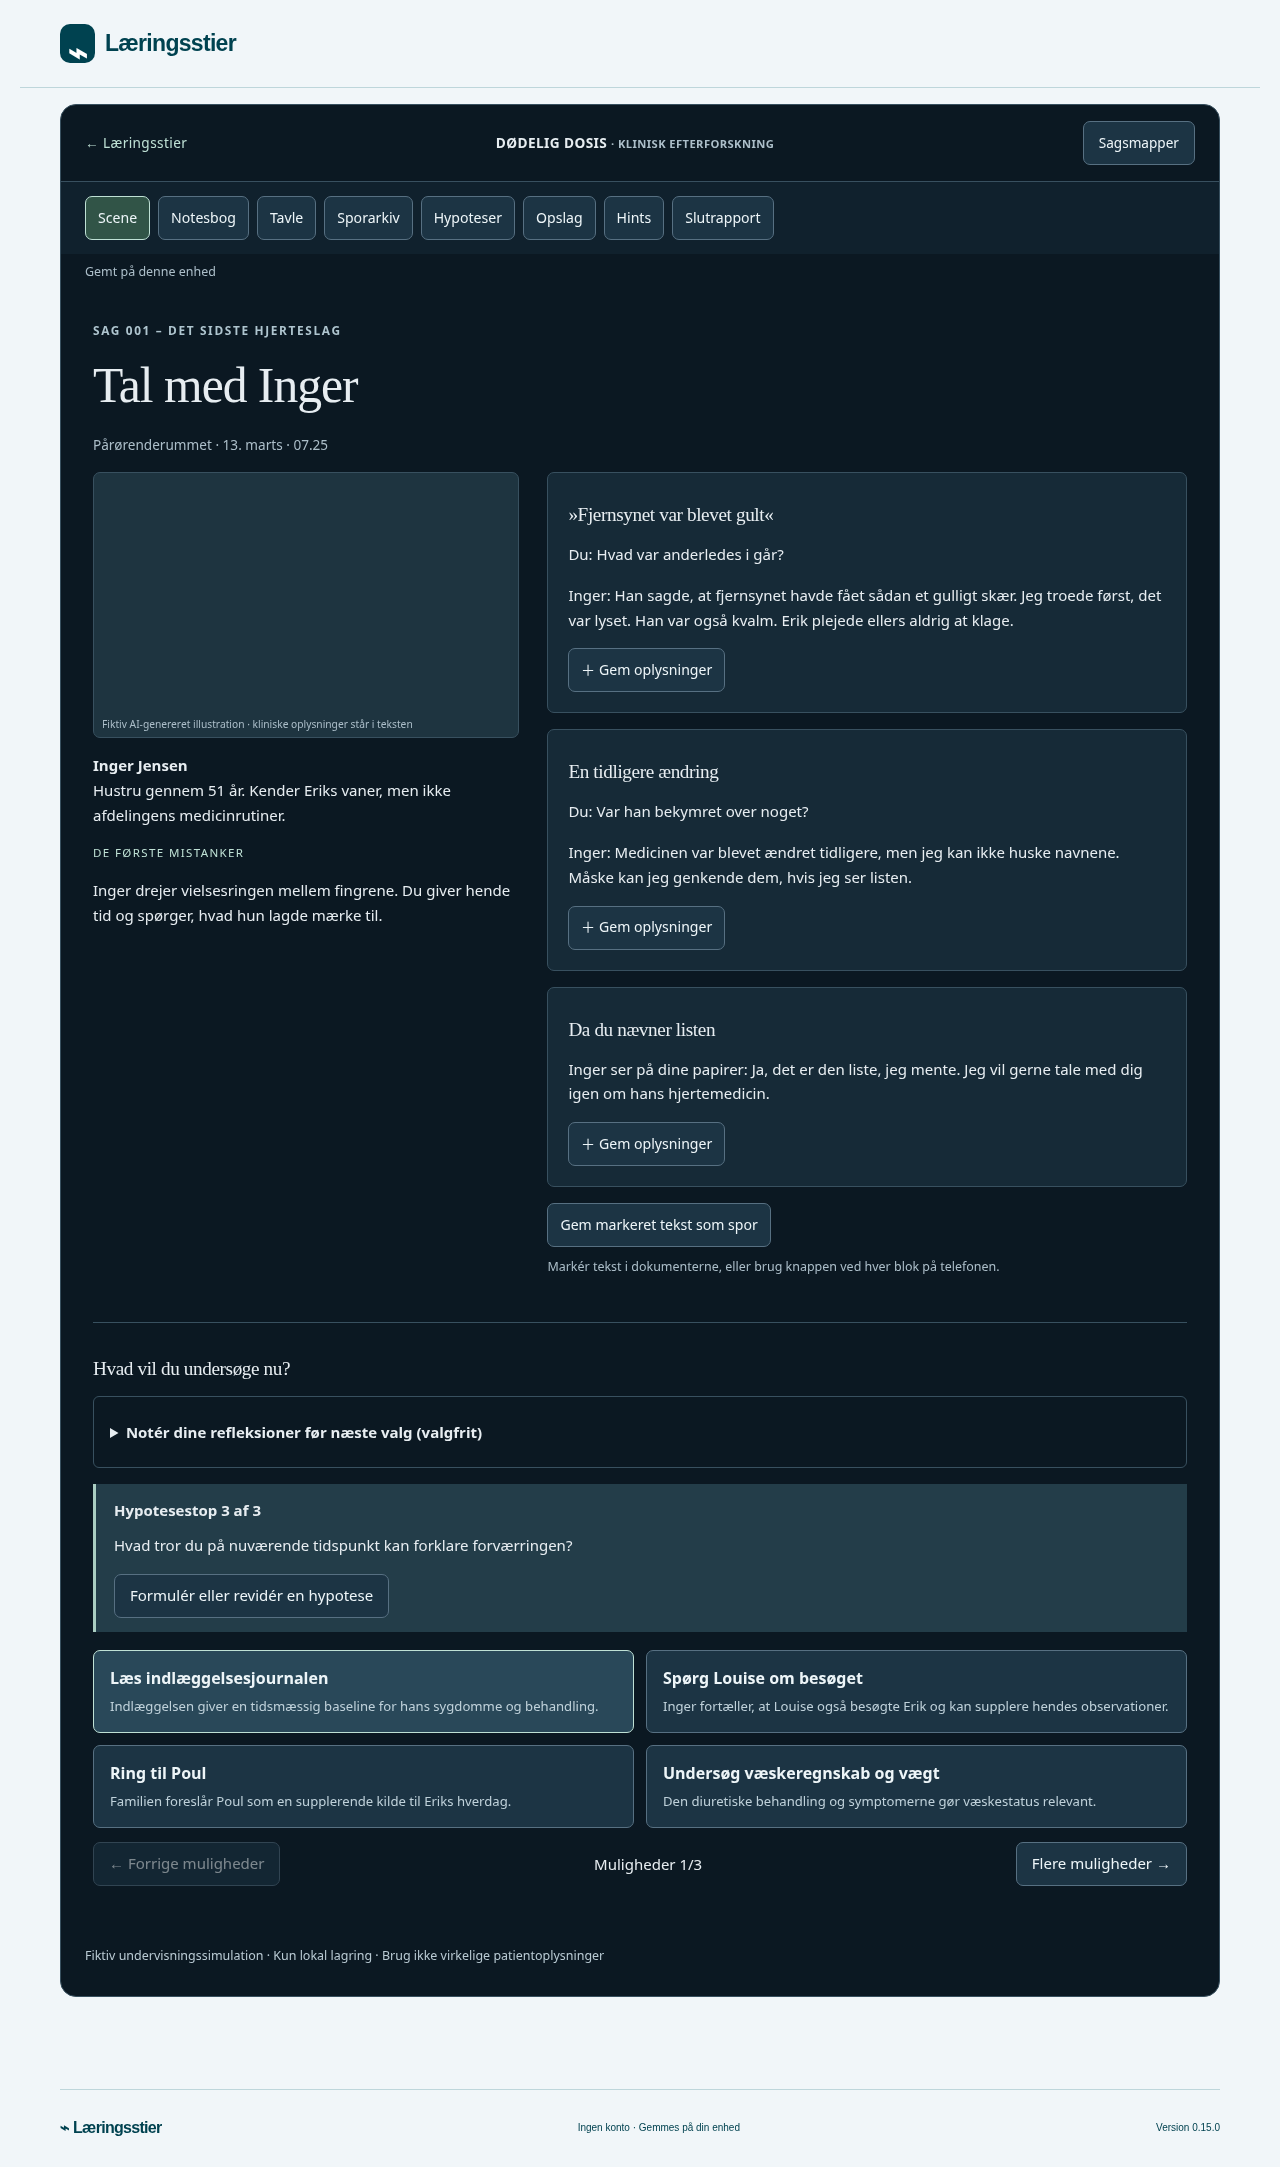 Læringsstier
← Læringsstier
DØDELIG DOSIS · KLINISK EFTERFORSKNING
Sagsmapper
Scene
Notesbog
Tavle
Sporarkiv
Hypoteser
Opslag
Hints
Slutrapport
Gemt på denne enhed
SAG 001 – DET SIDSTE HJERTESLAG
Tal med Inger
Pårørenderummet · 13. marts · 07.25
Fiktiv AI-genereret illustration · kliniske oplysninger står i teksten
Inger Jensen
Hustru gennem 51 år. Kender Eriks vaner, men ikke
afdelingens medicinrutiner.
DE FØRSTE MISTANKER
Inger drejer vielsesringen mellem fingrene. Du giver hende
tid og spørger, hvad hun lagde mærke til.
»Fjernsynet var blevet gult«
Du: Hvad var anderledes i går?
Inger: Han sagde, at fjernsynet havde fået sådan et gulligt skær. Jeg troede først, det
var lyset. Han var også kvalm. Erik plejede ellers aldrig at klage.
+ Gem oplysninger
En tidligere ændring
Du: Var han bekymret over noget?
Inger: Medicinen var blevet ændret tidligere, men jeg kan ikke huske navnene.
Måske kan jeg genkende dem, hvis jeg ser listen.
+ Gem oplysninger
Da du nævner listen
Inger ser på dine papirer: Ja, det er den liste, jeg mente. Jeg vil gerne tale med dig
igen om hans hjertemedicin.
+ Gem oplysninger
Gem markeret tekst som spor
Markér tekst i dokumenterne, eller brug knappen ved hver blok på telefonen.
Hvad vil du undersøge nu?
▶ Notér dine refleksioner før næste valg (valgfrit)
Hypotesestop 3 af 3
Hvad tror du på nuværende tidspunkt kan forklare forværringen?
Formulér eller revidér en hypotese
Læs indlæggelsesjournalen
Indlæggelsen giver en tidsmæssig baseline for hans sygdomme og behandling.
Spørg Louise om besøget
Inger fortæller, at Louise også besøgte Erik og kan supplere hendes observationer.
Ring til Poul
Familien foreslår Poul som en supplerende kilde til Eriks hverdag.
Undersøg væskeregnskab og vægt
Den diuretiske behandling og symptomerne gør væskestatus relevant.
← Forrige muligheder
Muligheder 1/3
Flere muligheder →
Fiktiv undervisningssimulation · Kun lokal lagring · Brug ikke virkelige patientoplysninger
Læringsstier
Ingen konto · Gemmes på din enhed
Version 0.15.0